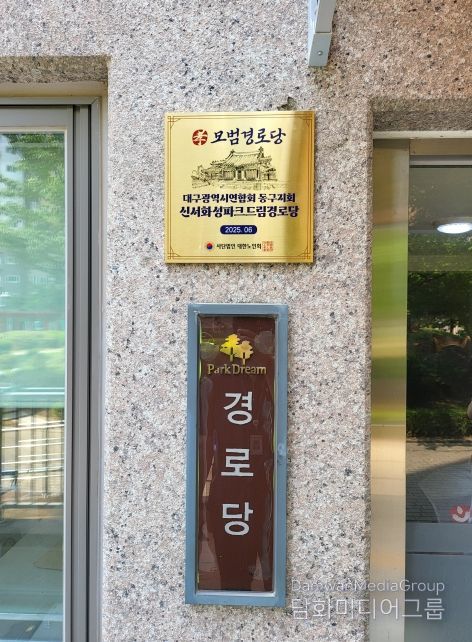 모범경로당
대구광역시연합회 동구지회
신서화성파크드림경로당
2025. 06
사단법인 대한노인회
Park Dream
경로당
DamwhaMediaGroup
담화미디어그룹